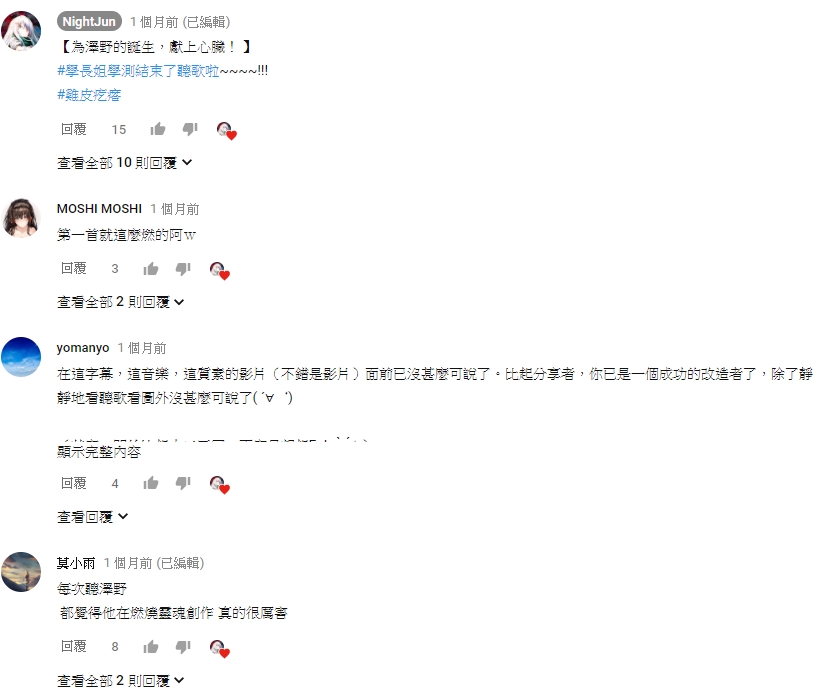 NightJun 1 個月前 (已編輯)
【為澤野的誕生，獻上心臟！】
#學長姐學測結束了聽歌啦~~~~!!!
#雞皮疙瘩
回覆 15
查看全部 10 則回覆
MOSHI MOSHI 1 個月前
第一首就這麼燃的阿ｗ
回覆 3
查看全部 2 則回覆
yomanyo 1 個月前
在這字幕，這音樂，這質素的影片（不錯是影片）面前已沒甚麼可說了。比起分享者，你已是一個成功的改造者了，除了靜
靜地看聽歌看圖外沒甚麼可說了(ˊ∀ ゜)
顯示完整內容
回覆 4
查看回覆
莫小雨 1 個月前 (已編輯)
每次聽澤野
都覺得他在燃燒靈魂創作 真的很厲害
回覆 8
查看全部 2 則回覆